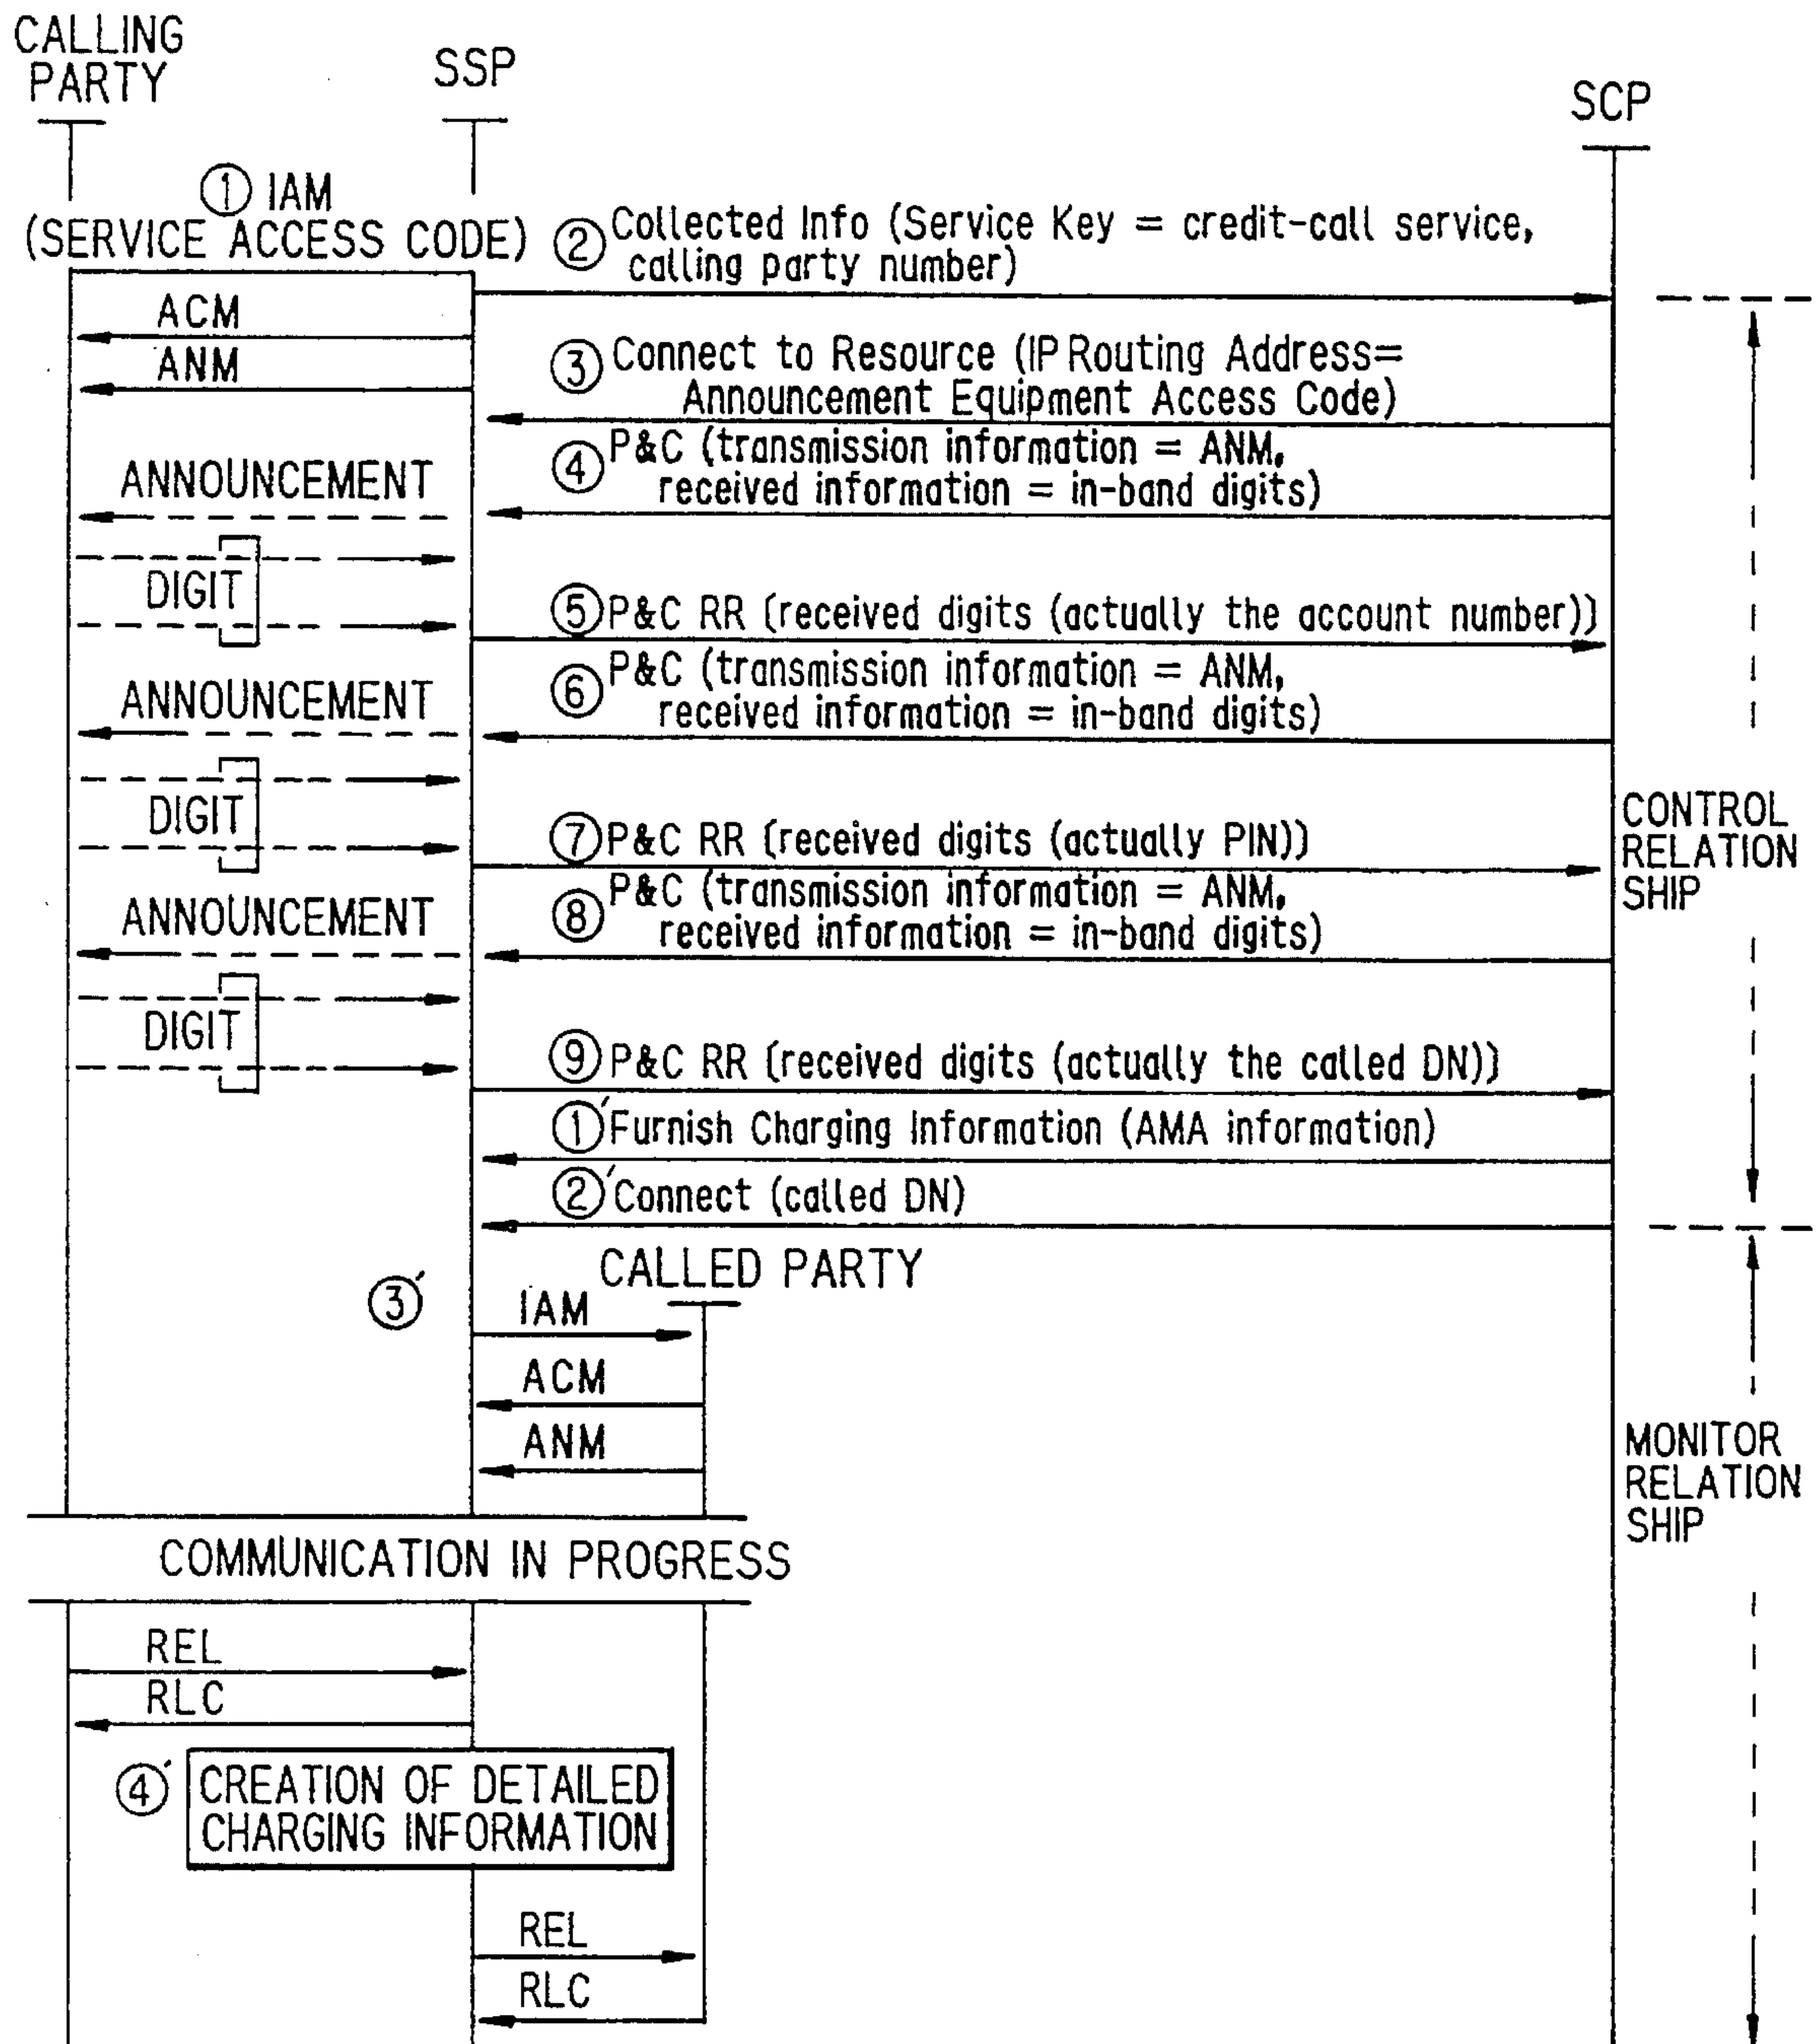 CALLING
PARTY
SSP
SCP
① IAM
(SERVICE ACCESS CODE)
② Collected Info (Service Key = credit-call service,
calling party number)
ACM
ANM
③ Connect to Resource (IP Routing Address=
Announcement Equipment Access Code)
④ P&C (transmission information = ANM,
received information = in-band digits)
ANNOUNCEMENT
DIGIT
⑤ P&C RR (received digits (actually the account number))
⑥ P&C (transmission information = ANM,
received information = in-band digits)
ANNOUNCEMENT
DIGIT
⑦ P&C RR (received digits (actually PIN))
⑧ P&C (transmission information = ANM,
received information = in-band digits)
ANNOUNCEMENT
DIGIT
⑨ P&C RR (received digits (actually the called DN))
①′ Furnish Charging Information (AMA information)
②′ Connect (called DN)
CONTROL
RELATION
SHIP
CALLED PARTY
③′
IAM
ACM
ANM
MONITOR
RELATION
SHIP
COMMUNICATION IN PROGRESS
REL
RLC
④′ CREATION OF DETAILED
CHARGING INFORMATION
REL
RLC